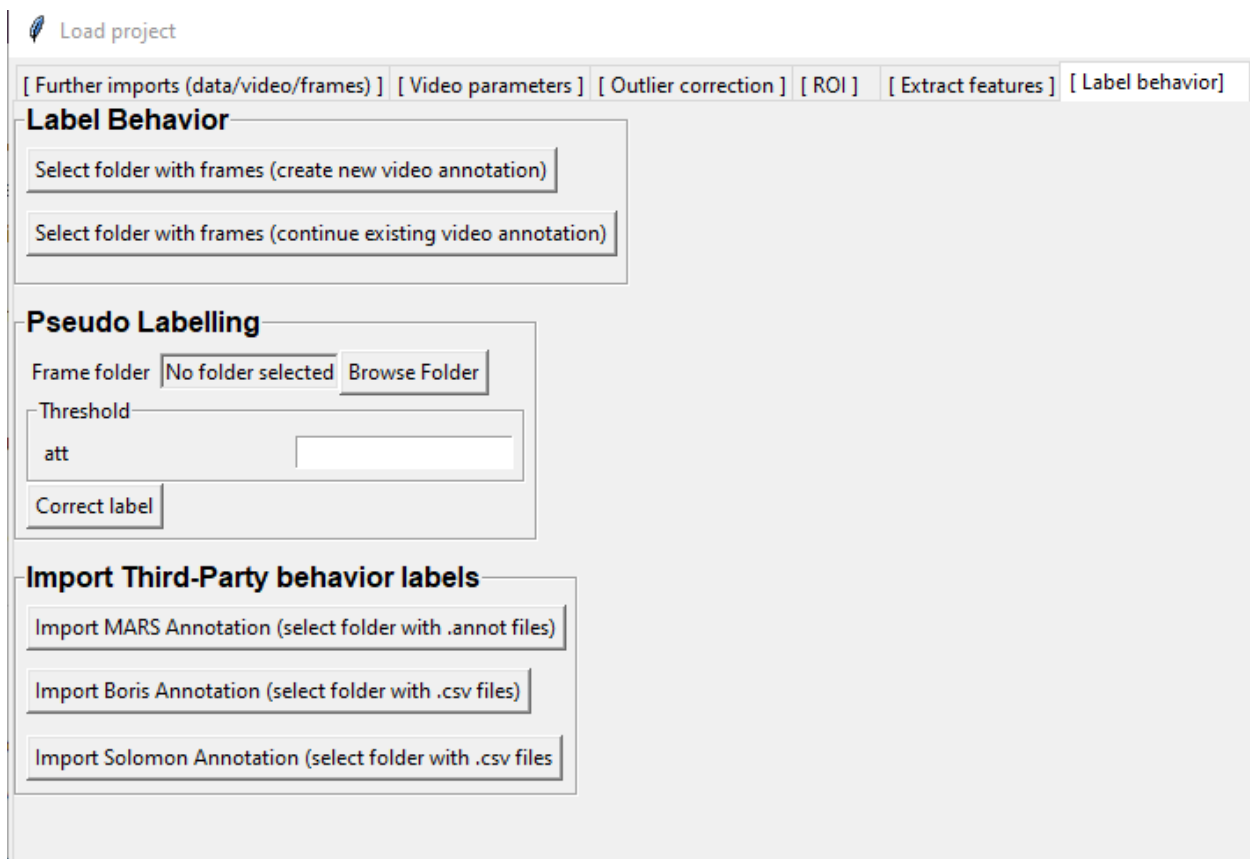 Load project
[ Further imports (data/video/frames) ] [ Video parameters ] [ Outlier correction ] [ ROI ] [ Extract features ] [ Label behavior]
Label Behavior
Select folder with frames (create new video annotation)
Select folder with frames (continue existing video annotation)
Pseudo Labelling
Frame folder No folder selected Browse Folder
Threshold
att
Correct label
Import Third-Party behavior labels
Import MARS Annotation (select folder with .annot files)
Import Boris Annotation (select folder with .csv files)
Import Solomon Annotation (select folder with .csv files